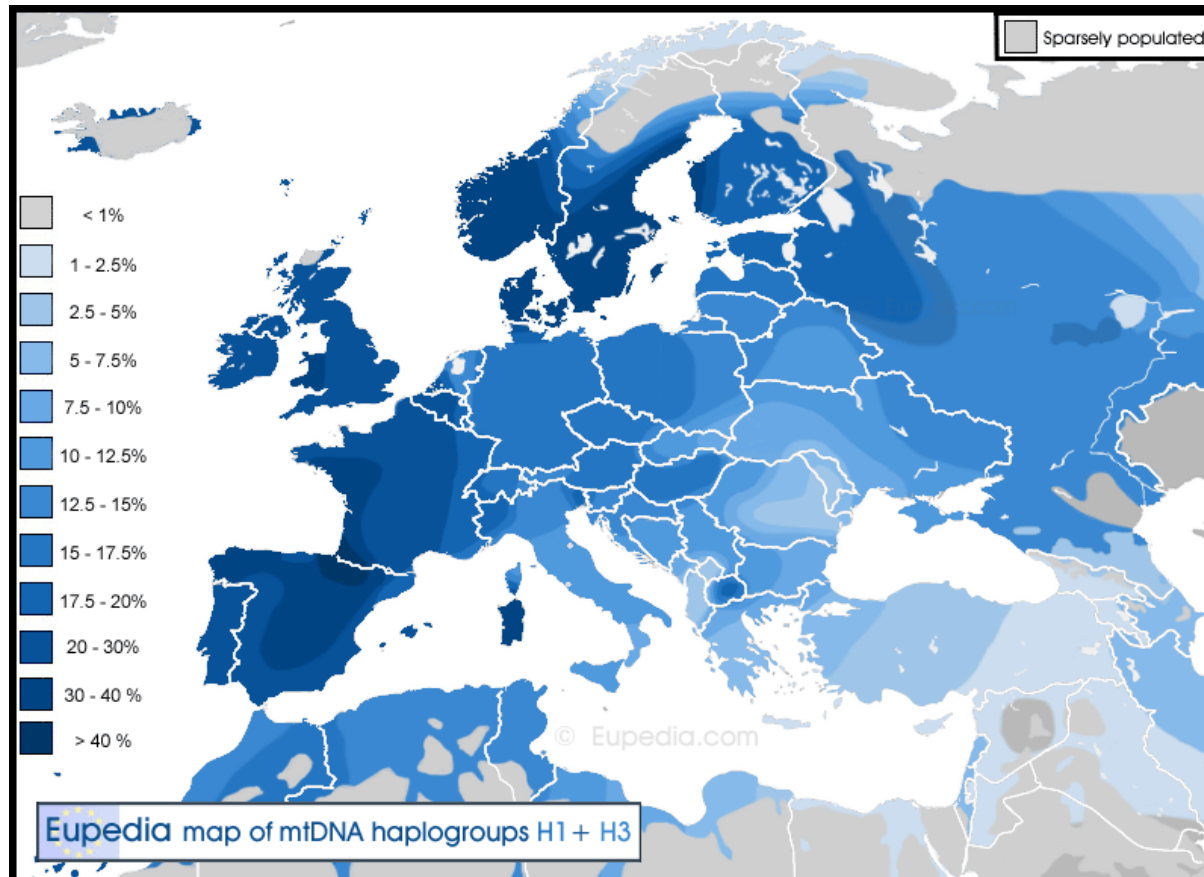 Sparsely populated
< 1%
1 - 2.5%
2.5 - 5%
5 - 7.5%
7.5 - 10%
10 - 12.5%
12.5 - 15%
15 - 17.5%
17.5 - 20%
20 - 30%
30 - 40 %
> 40 %
© Eupedia.com
Eupedia map of mtDNA haplogroups H1 + H3